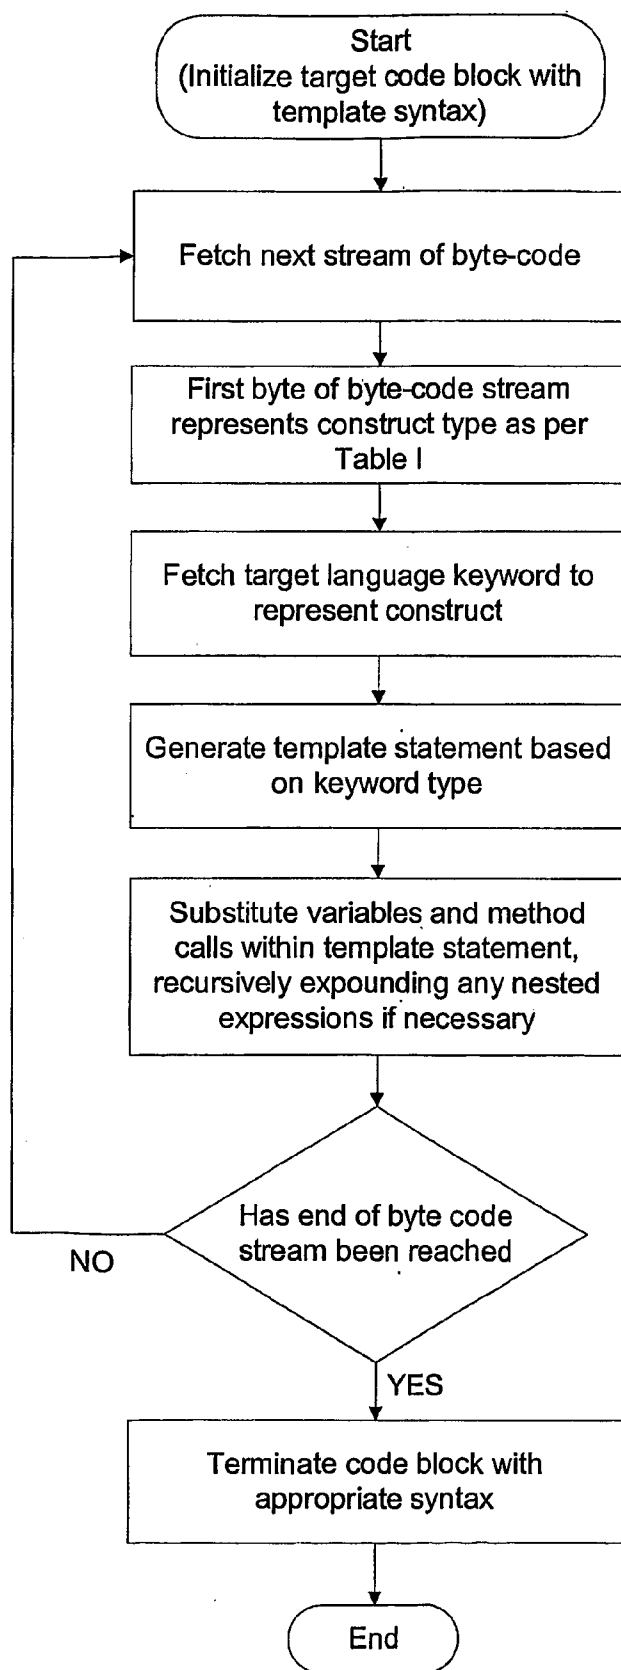 Start
(Initialize target code block with
template syntax)
Fetch next stream of byte-code
First byte of byte-code stream
represents construct type as per
Table I
Fetch target language keyword to
represent construct
Generate template statement based
on keyword type
Substitute variables and method
calls within template statement,
recursively expounding any nested
expressions if necessary
Has end of byte code
stream been reached
NO
YES
Terminate code block with
appropriate syntax
End